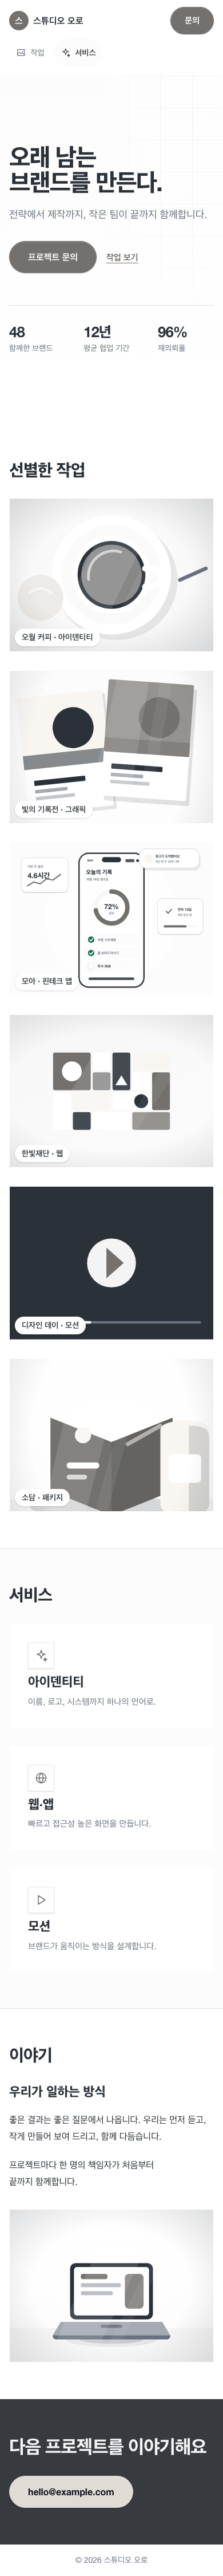 스
스튜디오 오로
문의
작업
서비스
오래 남는
브랜드를 만든다.
전략에서 제작까지, 작은 팀이 끝까지 함께합니다.
프로젝트 문의
작업 보기
48
함께한 브랜드
12년
평균 협업 기간
96%
재의뢰율
선별한 작업
오월 커피 · 아이덴티티
빛의 기록전 · 그래픽
4.6시간
오늘의 기록
72%
모아 · 핀테크 앱
한빛재단 · 웹
디자인 데이 · 모션
소담 · 패키지
서비스
아이덴티티
이름, 로고, 시스템까지 하나의 언어로.
웹·앱
빠르고 접근성 높은 화면을 만듭니다.
모션
브랜드가 움직이는 방식을 설계합니다.
이야기
우리가 일하는 방식
좋은 결과는 좋은 질문에서 나옵니다. 우리는 먼저 듣고,
작게 만들어 보여 드리고, 함께 다듬습니다.
프로젝트마다 한 명의 책임자가 처음부터
끝까지 함께합니다.
다음 프로젝트를 이야기해요
hello@example.com
© 2026 스튜디오 오로